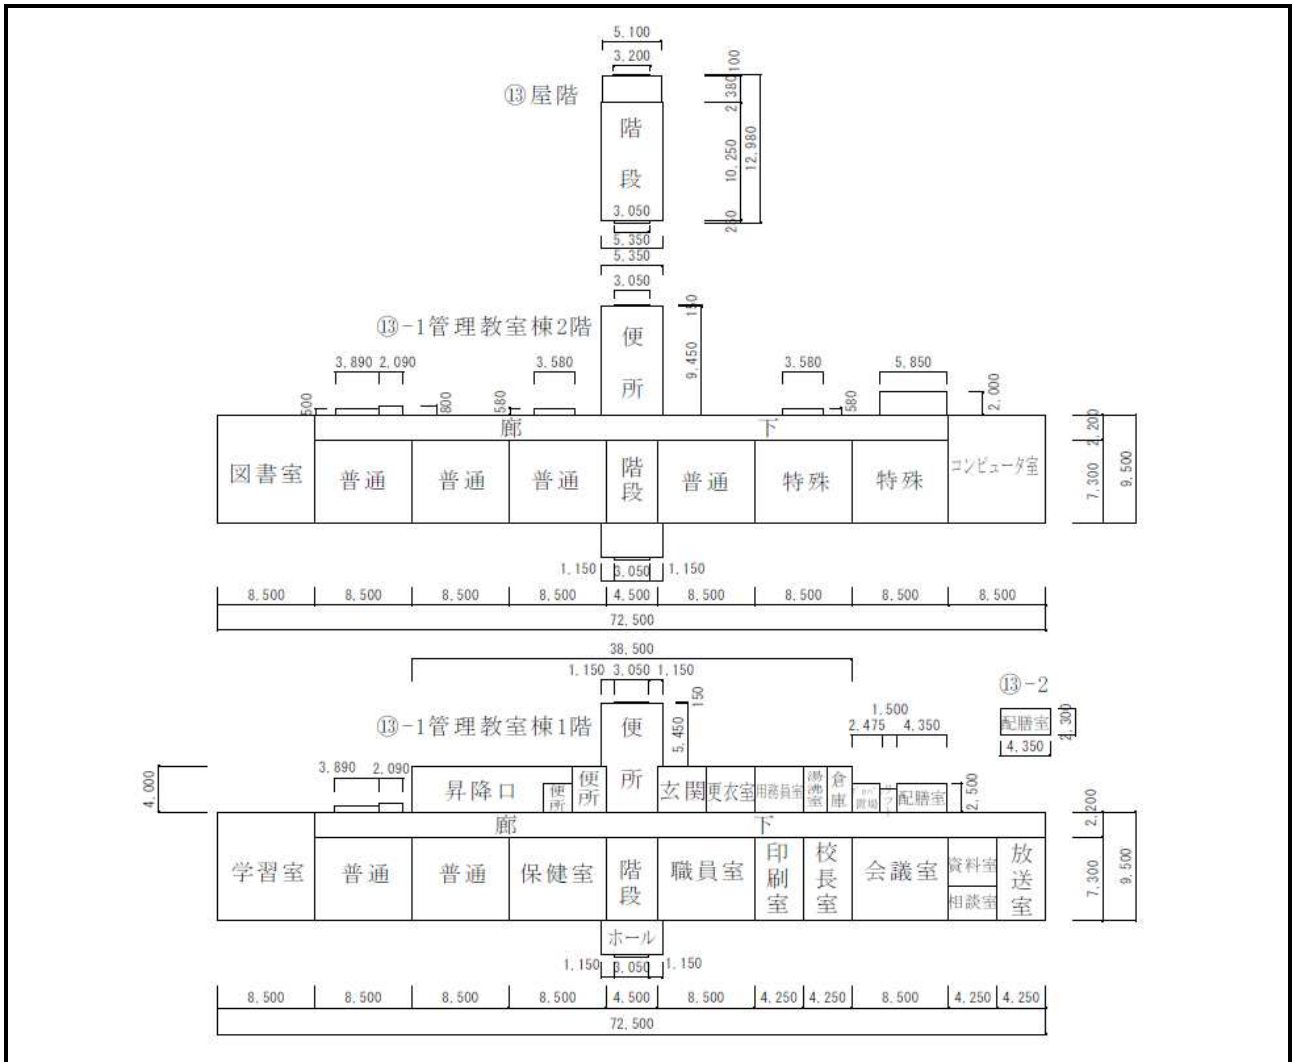 5,100
3,200
⑬屋階
100
2,380
階
段
10,250
12,980
3,050
250
5,350
5,350
3,050
⑬-1管理教室棟2階
便
所
150
9,450
3,890 2,090
3,580
3,580
5,850
500
800
580
580
2,000
廊 下
図書室
普通
普通
普通
階
段
普通
特殊
特殊
コンピュータ室
2,200
7,300
9,500
1,150 3,050 1,150
8,500 8,500 8,500 8,500 4,500 8,500 8,500 8,500 8,500
72,500
38,500
1,150 3,050 1,150
⑬-2
150
⑬-1管理教室棟1階
便
所
5,450
1,500
2,475 4,350
配膳室
2,300
4,350
3,890 2,090
4,000
昇降口
便所
便所
玄関
更衣室
用務員室
湯沸室
倉庫
置場
配膳室
2,500
廊 下
2,200
学習室
普通
普通
保健室
階
段
職員室
印刷室
校長室
会議室
資料室
相談室
放送室
7,300
9,500
ホール
1,150 3,050 1,150
8,500 8,500 8,500 8,500 4,500 8,500 4,250 4,250 8,500 4,250 4,250
72,500